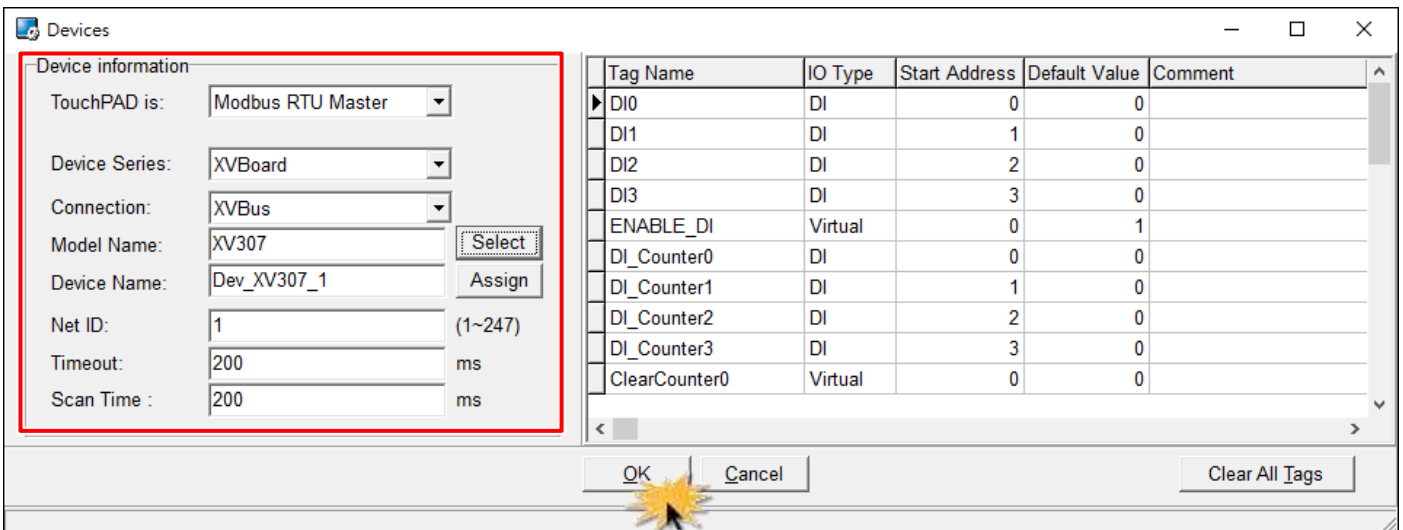 Devices
Device information
TouchPAD is: Modbus RTU Master
Device Series: XVBoard
Connection: XVBus
Model Name: XV307 Select
Device Name: Dev_XV307_1 Assign
Net ID: 1 (1~247)
Timeout: 200 ms
Scan Time : 200 ms
Tag Name IO Type Start Address Default Value Comment
DI0 DI 0 0
DI1 DI 1 0
DI2 DI 2 0
DI3 DI 3 0
ENABLE_DI Virtual 0 1
DI_Counter0 DI 0 0
DI_Counter1 DI 1 0
DI_Counter2 DI 2 0
DI_Counter3 DI 3 0
ClearCounter0 Virtual 0 0
OK Cancel Clear All Tags